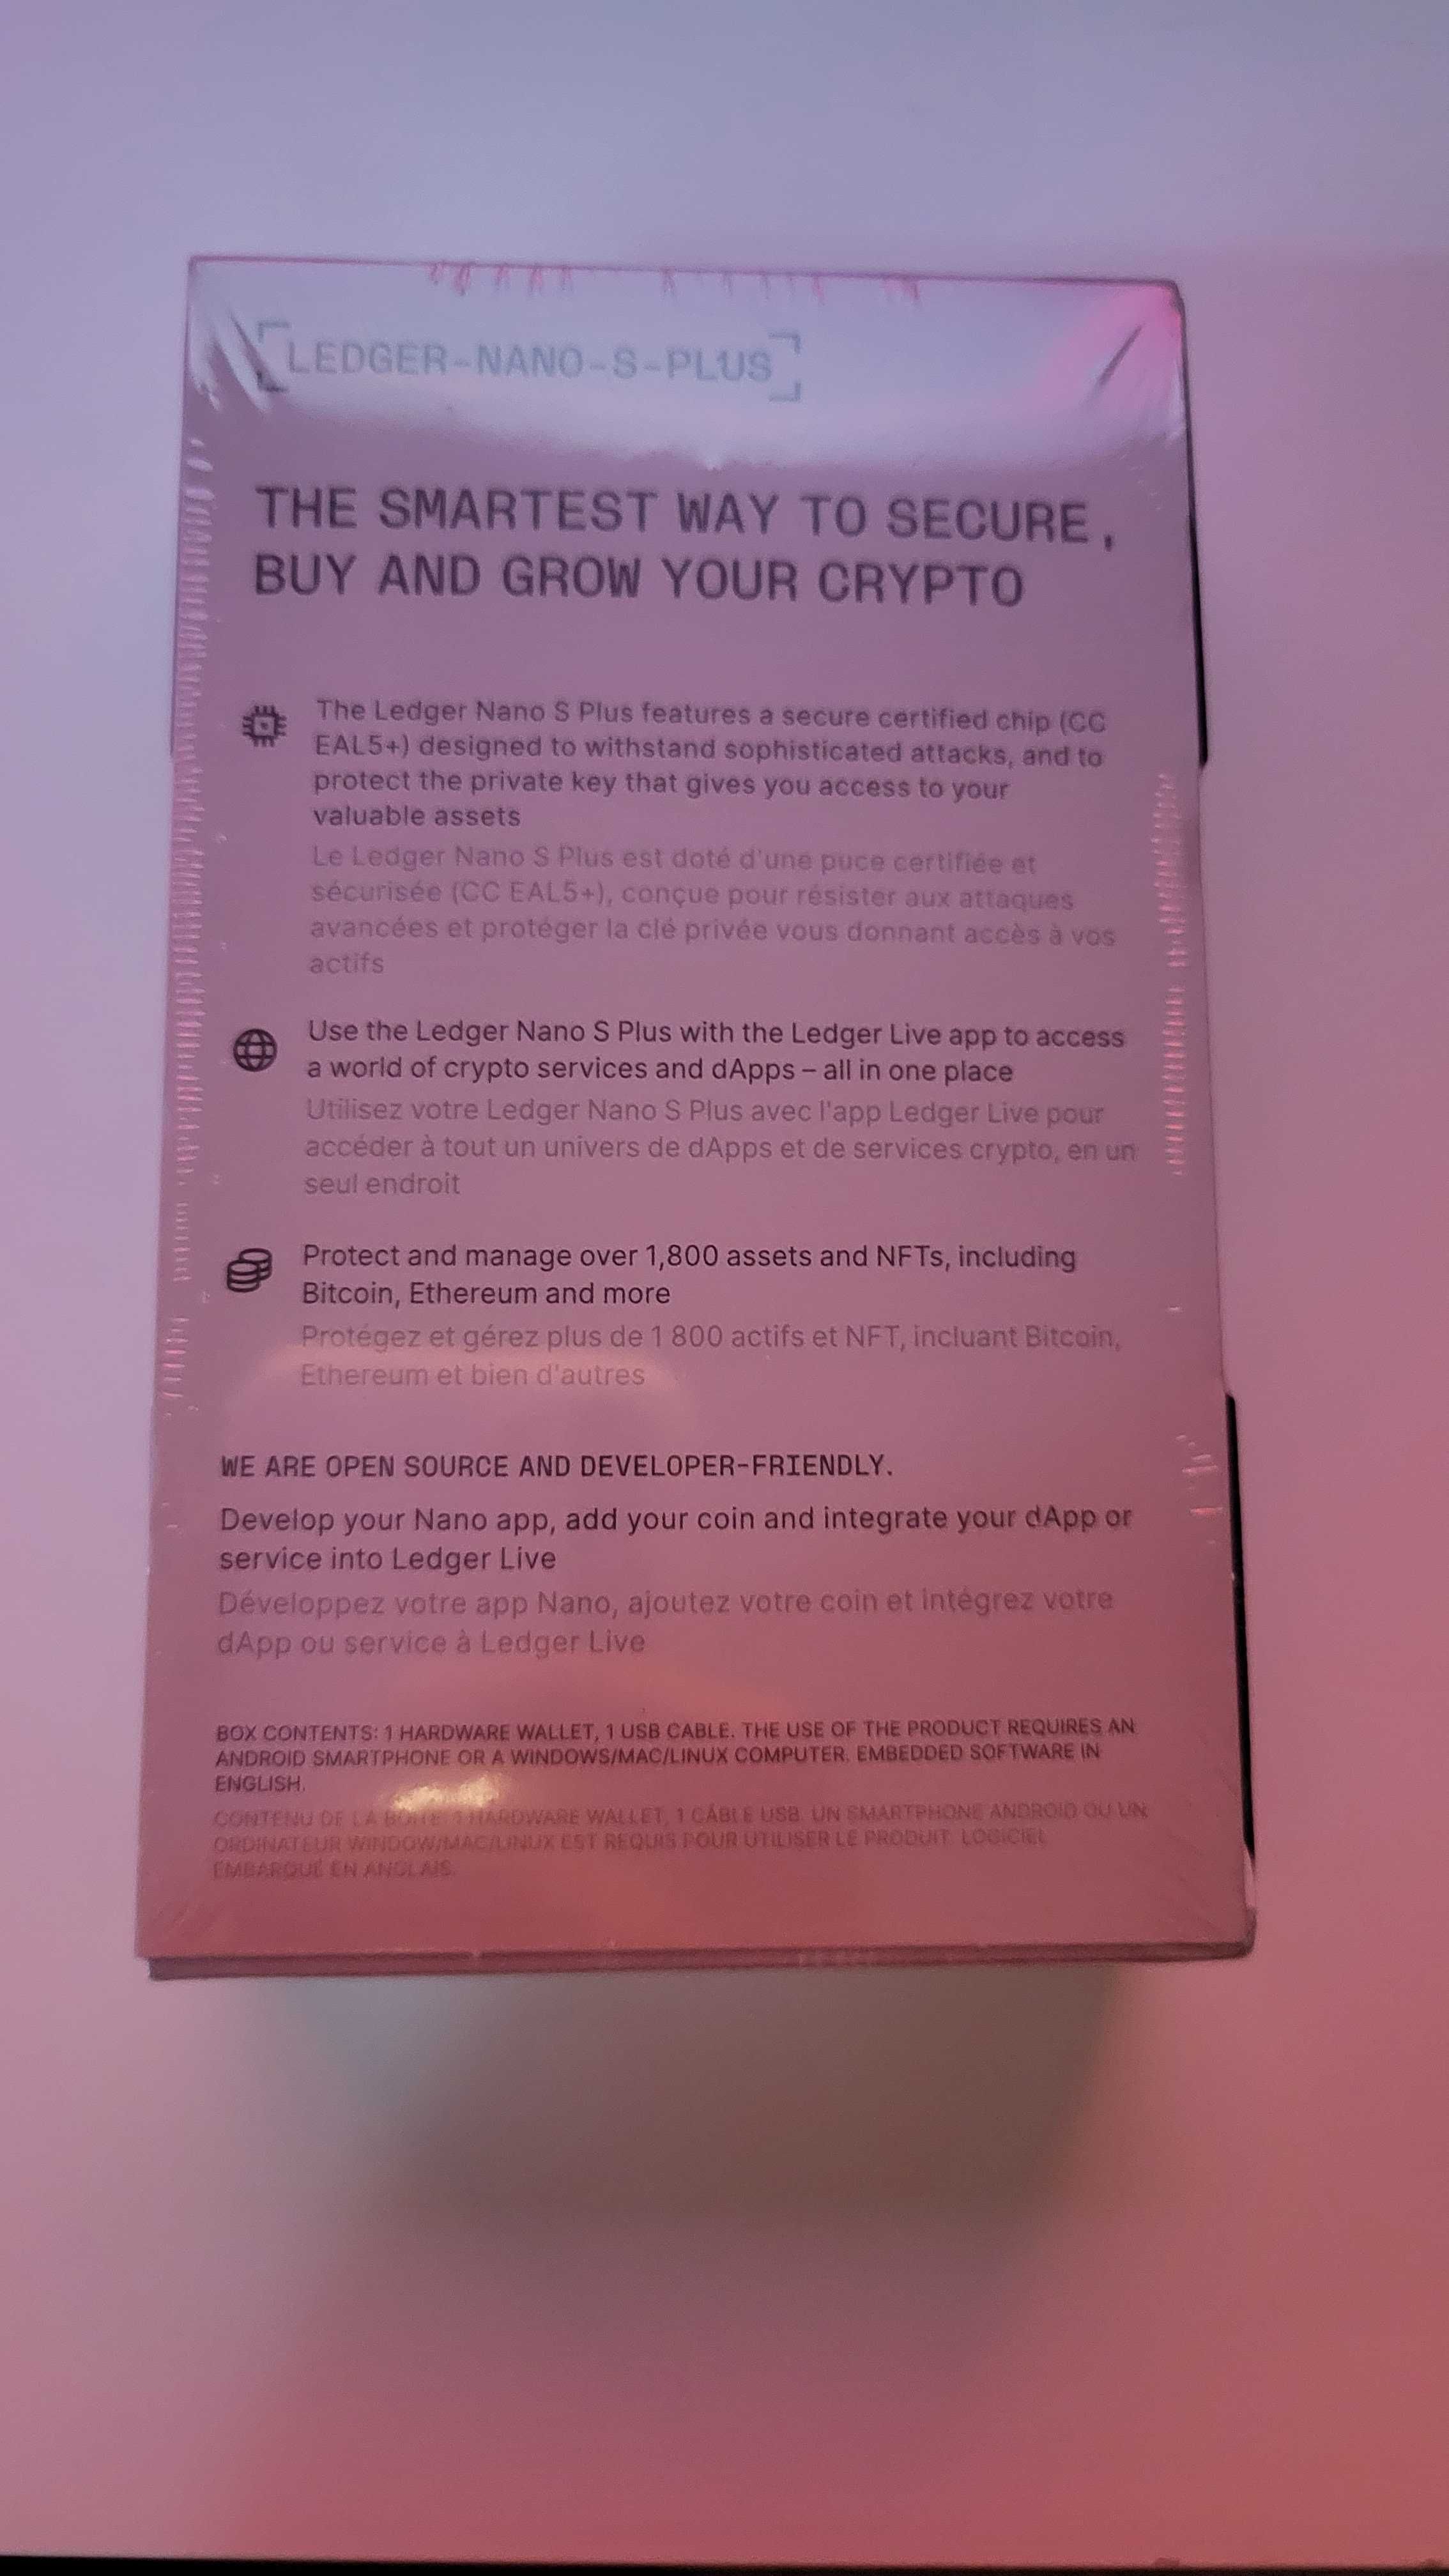 LEDGER-NANO-S-PLUS
THE SMARTEST WAY TO SECURE,
BUY AND GROW YOUR CRYPTO
The Ledger Nano S Plus features a secure certified chip (CC
EAL5+) designed to withstand sophisticated attacks, and to
protect the private key that gives you access to your
valuable assets
Le Ledger Nano S Plus est doté d'une puce certifiée et
sécurisée (CC EAL5+), conçue pour résister aux attaques
avancées et protéger la clé privée vous donnant accès à vos
actifs
Use the Ledger Nano S Plus with the Ledger Live app to access
a world of crypto services and dApps – all in one place
Utilisez votre Ledger Nano S Plus avec l'app Ledger Live pour
accéder à tout un univers de dApps et de services crypto, en un
seul endroit
Protect and manage over 1,800 assets and NFTs, including
Bitcoin, Ethereum and more
Protégez et gérez plus de 1 800 actifs et NFT, incluant Bitcoin,
Ethereum et bien d'autres
WE ARE OPEN SOURCE AND DEVELOPER-FRIENDLY.
Develop your Nano app, add your coin and integrate your dApp or
service into Ledger Live
Développez votre app Nano, ajoutez votre coin et intégrez votre
dApp ou service à Ledger Live
BOX CONTENTS: 1 HARDWARE WALLET, 1 USB CABLE. THE USE OF THE PRODUCT REQUIRES AN
ANDROID SMARTPHONE OR A WINDOWS/MAC/LINUX COMPUTER. EMBEDDED SOFTWARE IN
ENGLISH.
CONTENU DE LA BOÎTE: 1 HARDWARE WALLET, 1 CÂBLE USB. UN SMARTPHONE ANDROID OU UN
ORDINATEUR WINDOW/MAC/LINUX EST REQUIS POUR UTILISER LE PRODUIT. LOGICIEL
EMBARQUÉ EN ANGLAIS.